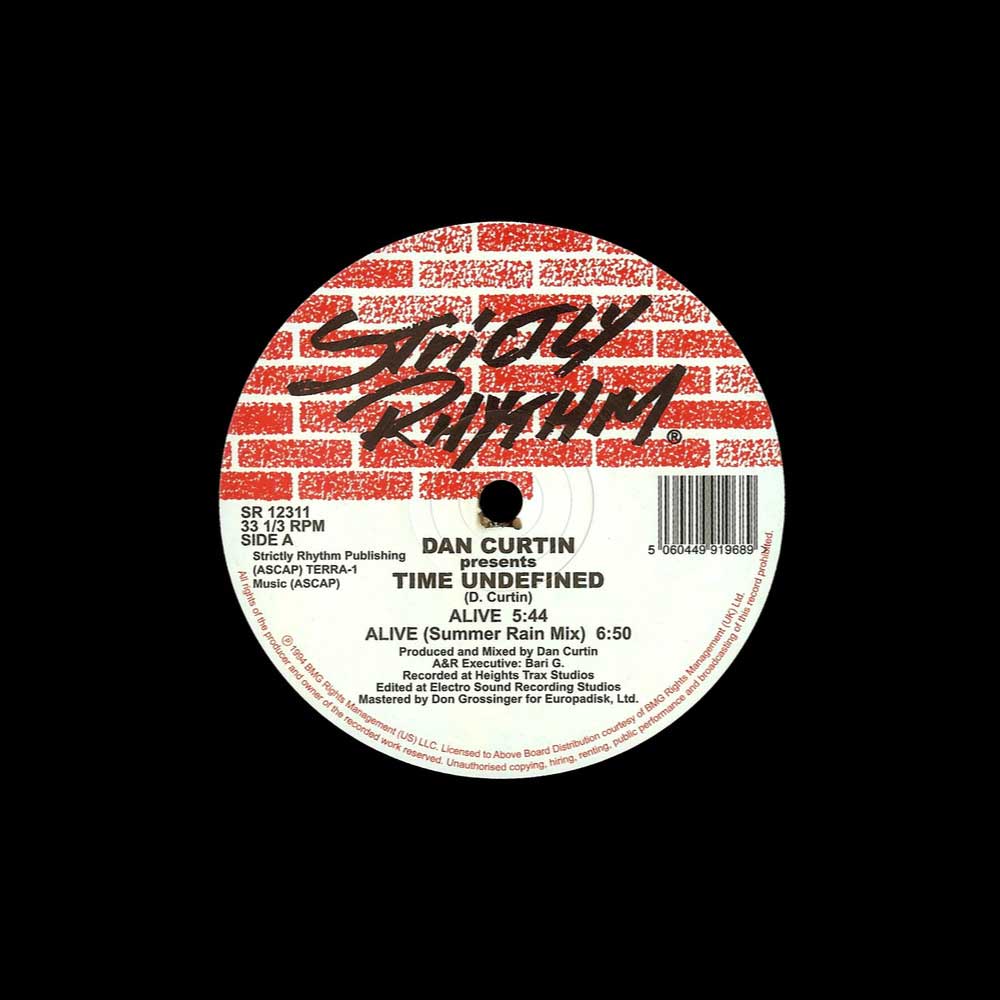 STRICTLY
RHYTHM®
SR 12311
33 1/3 RPM
SIDE A
Strictly Rhythm Publishing
(ASCAP) TERRA-1
Music (ASCAP)
5 060449 919689
DAN CURTIN
presents
TIME UNDEFINED
(D. Curtin)
ALIVE 5:44
ALIVE (Summer Rain Mix) 6:50
Produced and Mixed by Dan Curtin
A&R Executive: Bari G.
Recorded at Heights Trax Studios
Edited at Electro Sound Recording Studios
Mastered by Don Grossinger for Europadisk, Ltd.
℗ 1994 BMG Rights Management (US) LLC. Licensed to Above Board Distribution courtesy of BMG Rights Management (UK) Ltd.
All rights of the producer and owner of the recorded work reserved. Unauthorised copying, hiring, renting, public performance and broadcasting of this record prohibited.